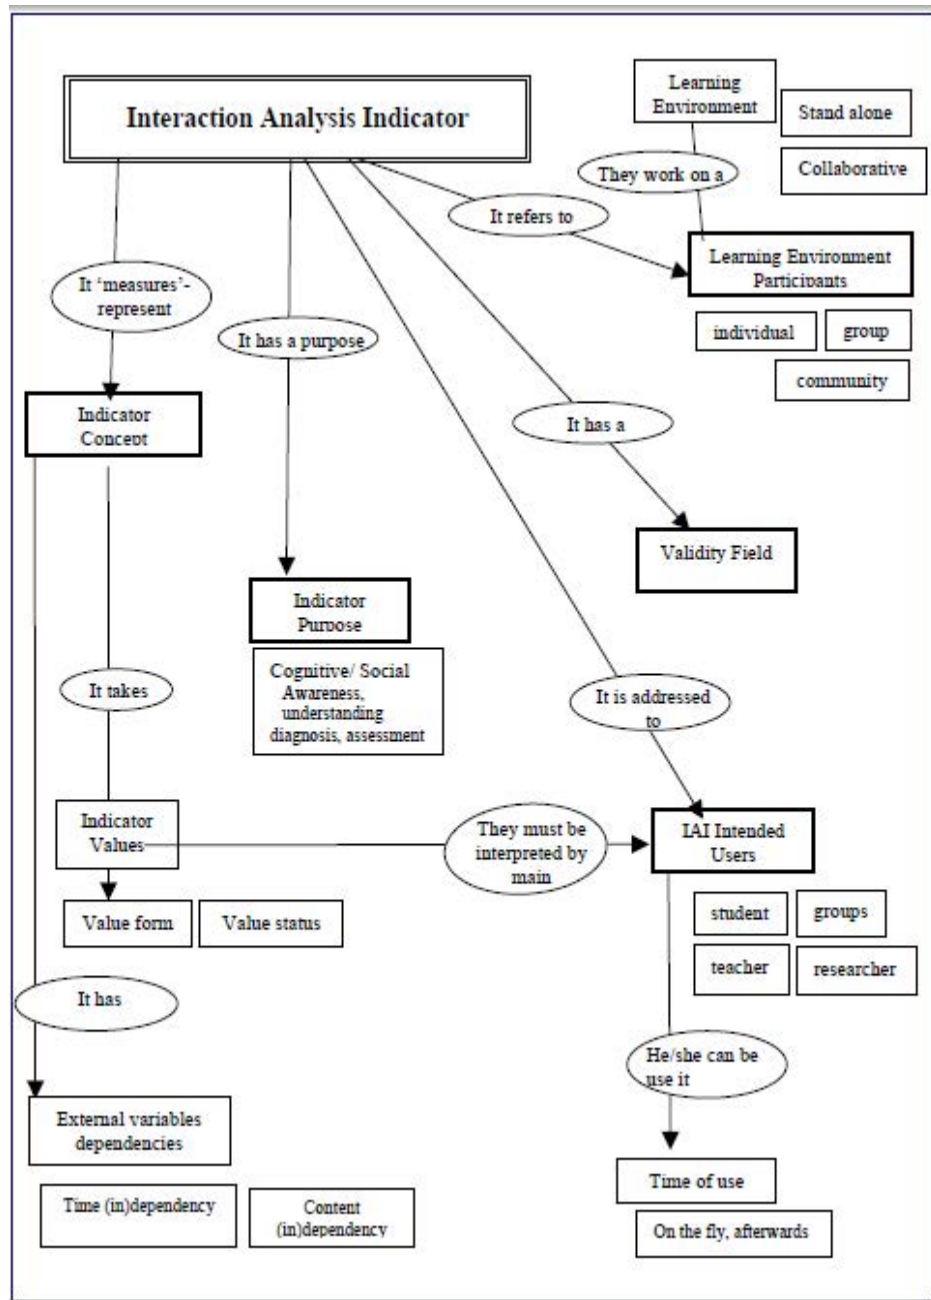 Interaction Analysis Indicator
Learning
Environment
Stand alone
Collaborative
They work on a
It refers to
Learning Environment
Participants
individual
group
community
It ‘measures’-
represent
It has a purpose
Indicator
Concept
It has a
Validity Field
Indicator
Purpose
Cognitive/ Social
Awareness,
understanding
diagnosis, assessment
It takes
It is addressed
to
Indicator
Values
They must be
interpreted by
main
IAI Intended
Users
Value form
Value status
student
groups
teacher
researcher
It has
He/she can be
use it
External variables
dependencies
Time (in)dependency
Content
(in)dependency
Time of use
On the fly, afterwards